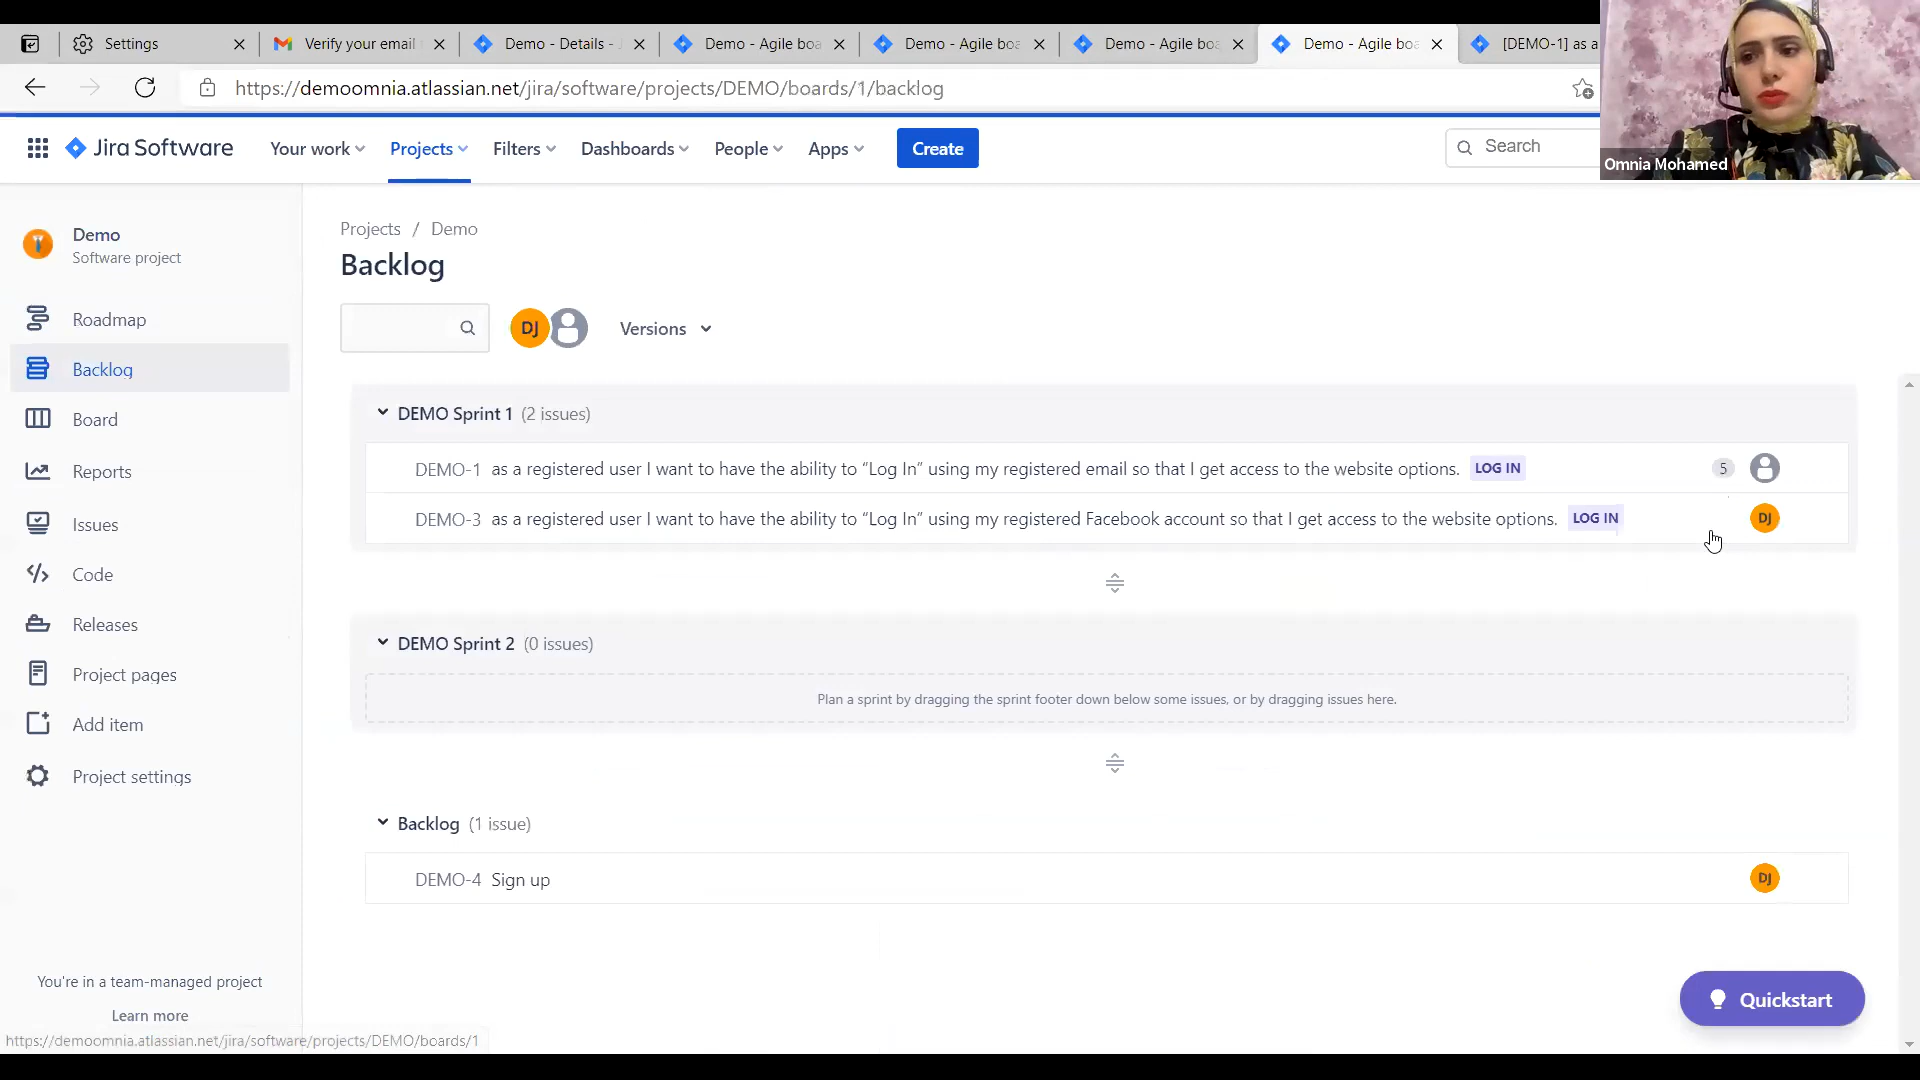 Settings
Verify your email
Demo - Details - J
Demo - Agile boa
Demo - Agile boa
Demo - Agile boa
Demo - Agile boa
[DEMO-1] as a
https://demoomnia.atlassian.net/jira/software/projects/DEMO/boards/1/backlog
Jira Software
Your work
Projects
Filters
Dashboards
People
Apps
Create
Search
Omnia Mohamed
Demo
Software project
Roadmap
Backlog
Board
Reports
Issues
Code
Releases
Project pages
Add item
Project settings
You're in a team-managed project
Learn more
https://demoomnia.atlassian.net/jira/software/projects/DEMO/boards/1
Projects / Demo
Backlog
DJ
Versions
DEMO Sprint 1 (2 issues)
DEMO-1 as a registered user I want to have the ability to “Log In” using my registered email so that I get access to the website options. LOG IN 5
DEMO-3 as a registered user I want to have the ability to “Log In” using my registered Facebook account so that I get access to the website options. LOG IN DJ
DEMO Sprint 2 (0 issues)
Plan a sprint by dragging the sprint footer down below some issues, or by dragging issues here.
Backlog (1 issue)
DEMO-4 Sign up DJ
Quickstart